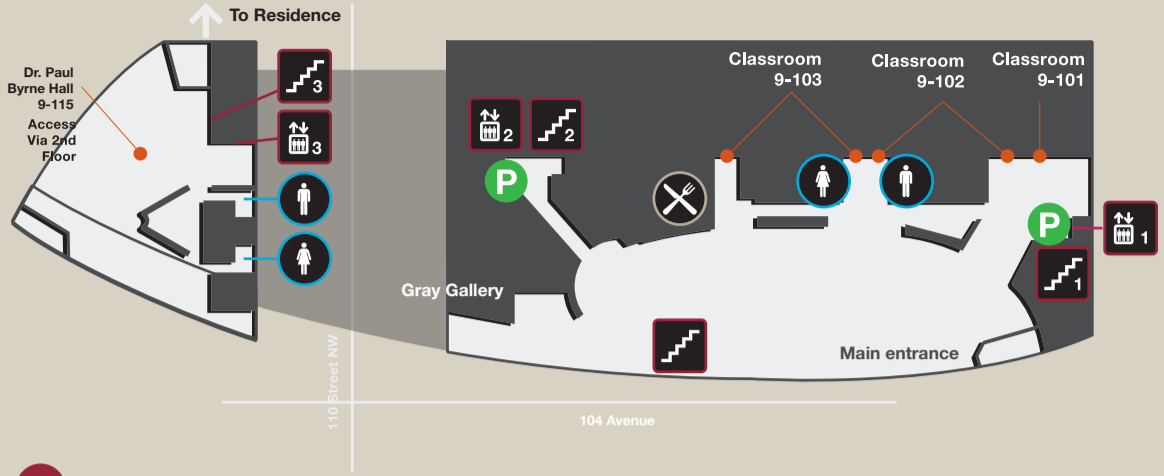 To Residence
Dr. Paul
Byrne Hall
9-115
Access
Via 2nd
Floor
3
3
2
2
P
Classroom
9-103
Classroom
9-102
Classroom
9-101
P
1
1
Gray Gallery
Main entrance
110 Street NW
104 Avenue